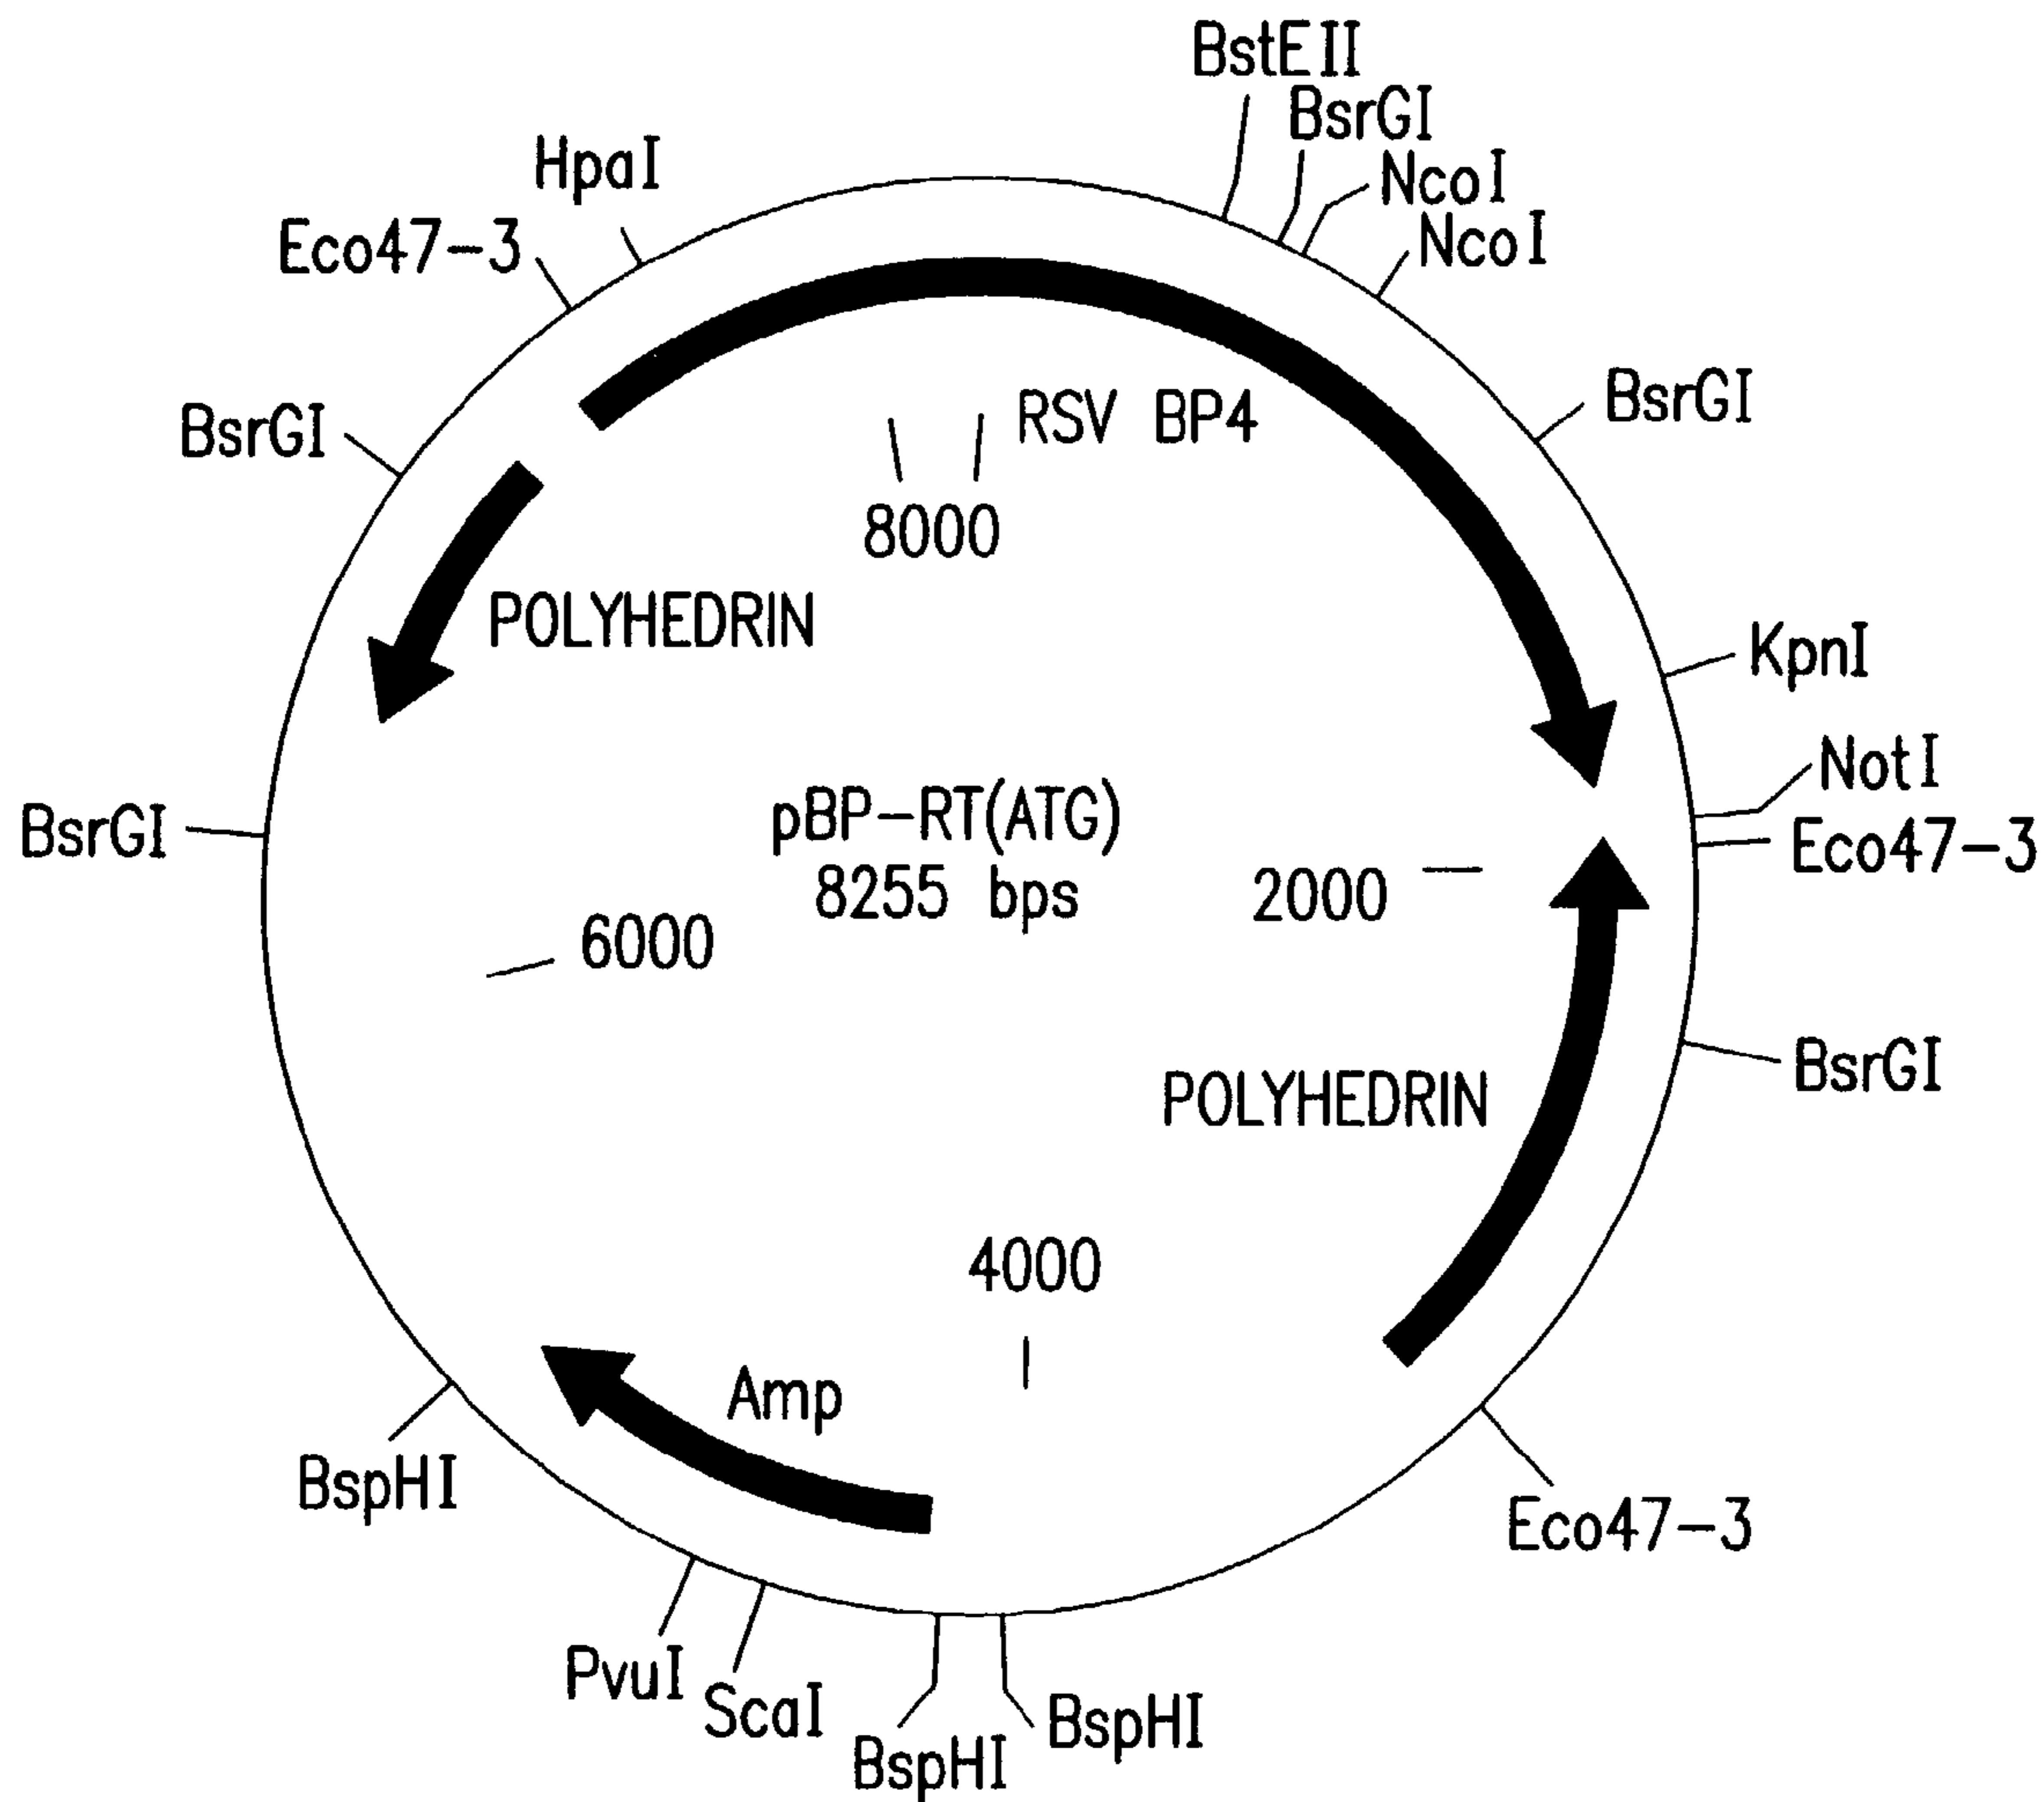 BstEII
BsrGI
NcoI
NcoI
HpaI
Eco47-3
BsrGI
BsrGI
RSV BP4
8000
POLYHEDRIN
KpnI
NotI
Eco47-3
pBP-RT(ATG)
8255 bps
BsrGI
2000
6000
BsrGI
POLYHEDRIN
4000
Amp
BspHI
Eco47-3
PvuI
ScaI
BspHI
BspHI